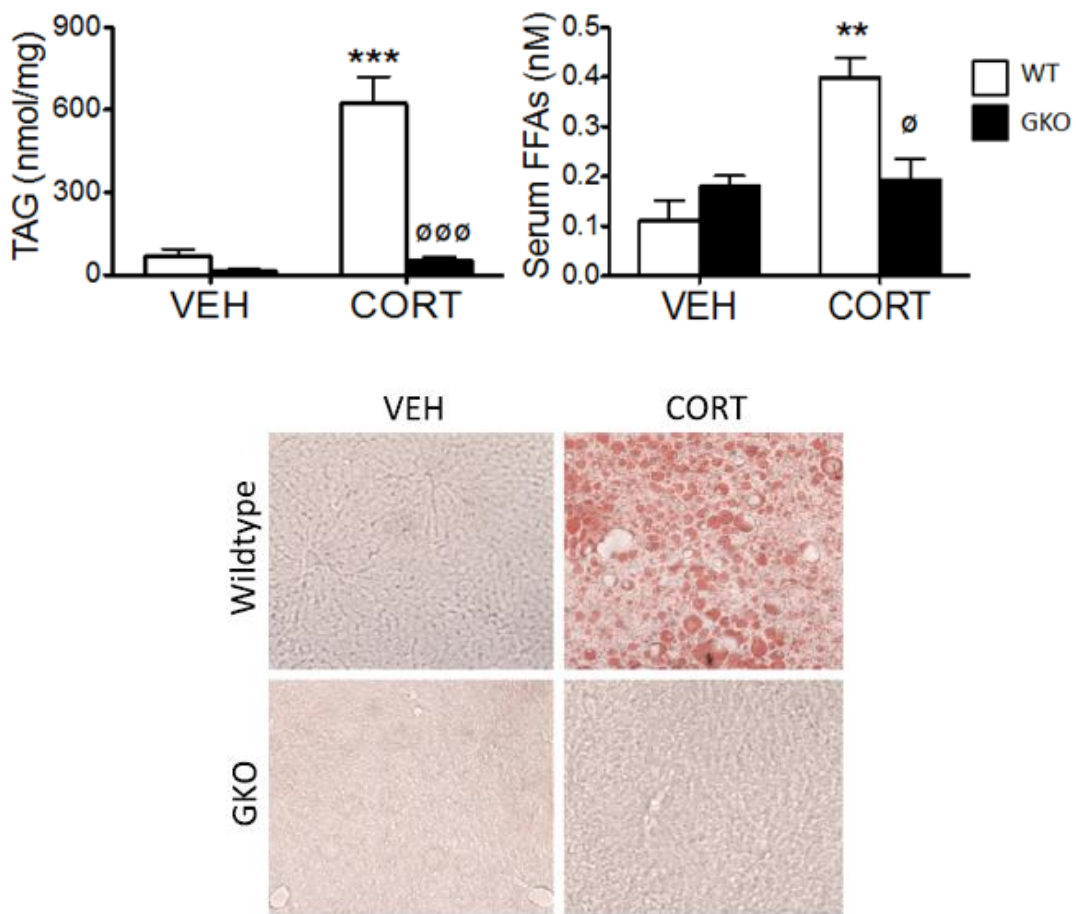 TAG (nmol/mg)
900
600
300
0
***
øøø
VEH CORT
Serum FFAs (nM)
0.5
0.4
0.3
0.2
0.1
0.0
**
ø
VEH CORT
WT
GKO
VEH CORT
Wildtype
GKO